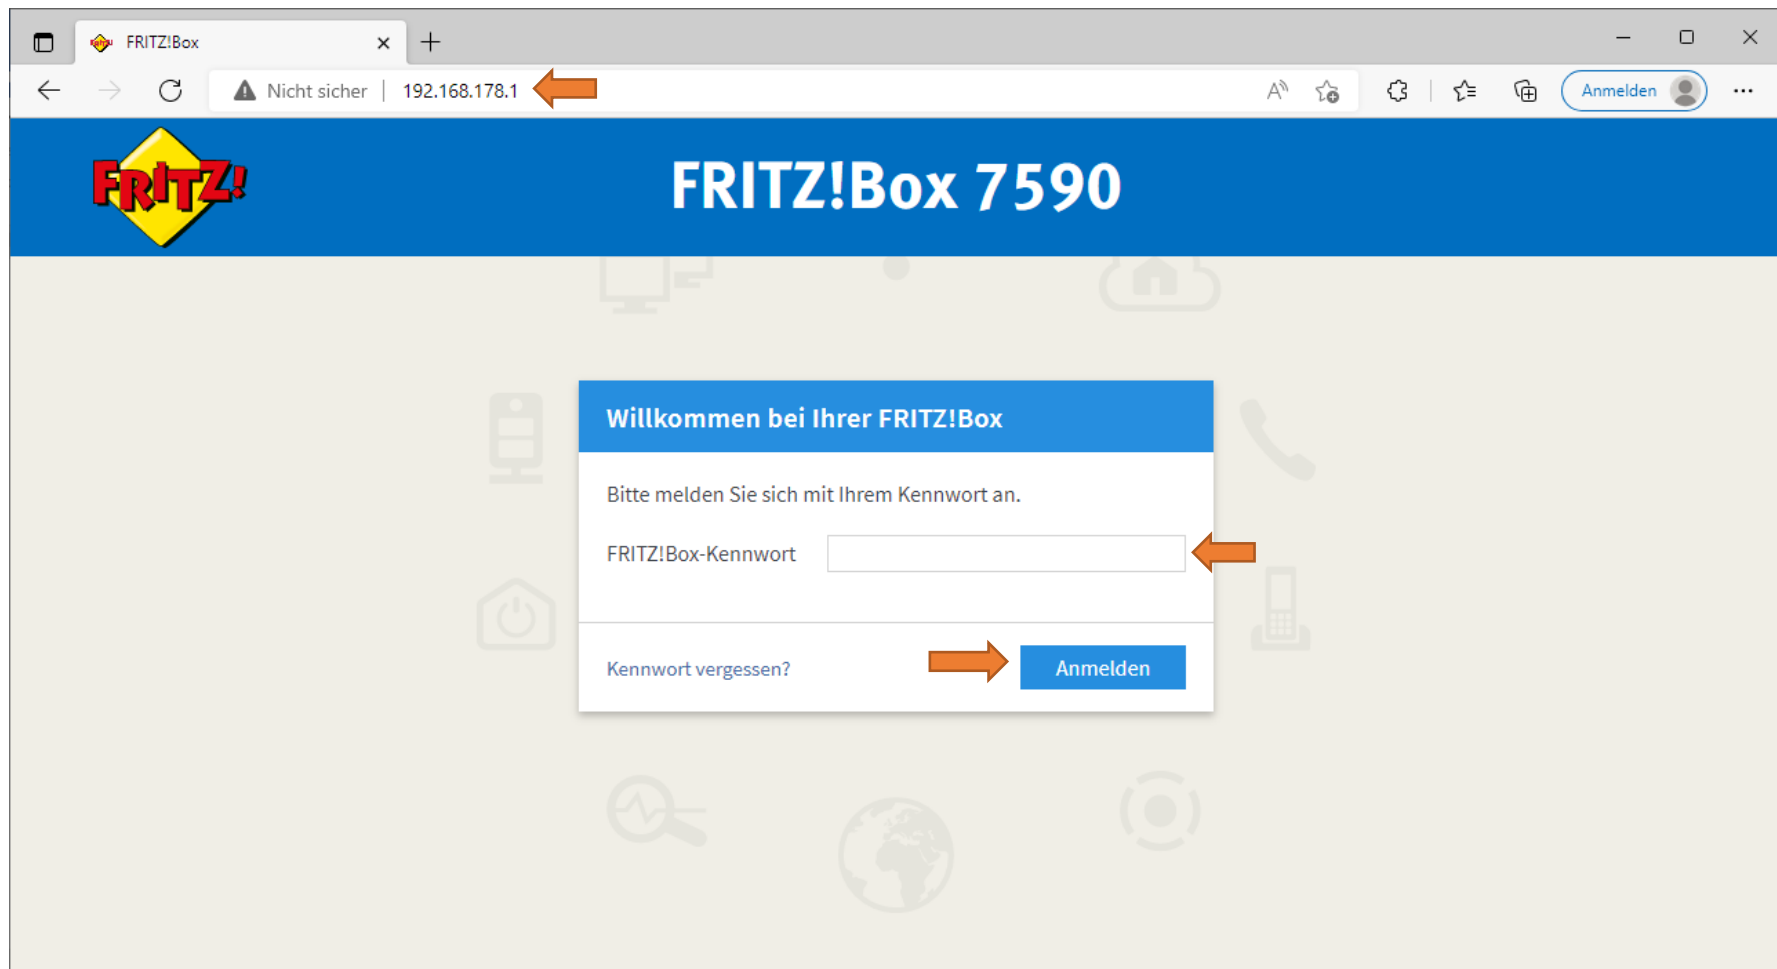 FRITZ!Box
Nicht sicher | 192.168.178.1
Anmelden
FRITZ!
FRITZ!Box 7590
Willkommen bei Ihrer FRITZ!Box
Bitte melden Sie sich mit Ihrem Kennwort an.
FRITZ!Box-Kennwort
Kennwort vergessen?
Anmelden